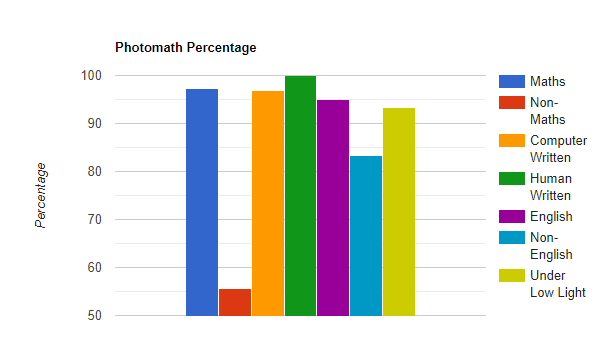 Photomath Percentage
100
90
80
70
60
50
Percentage
Maths
Non-
Maths
Computer
Written
Human
Written
English
Non-
English
Under
Low Light